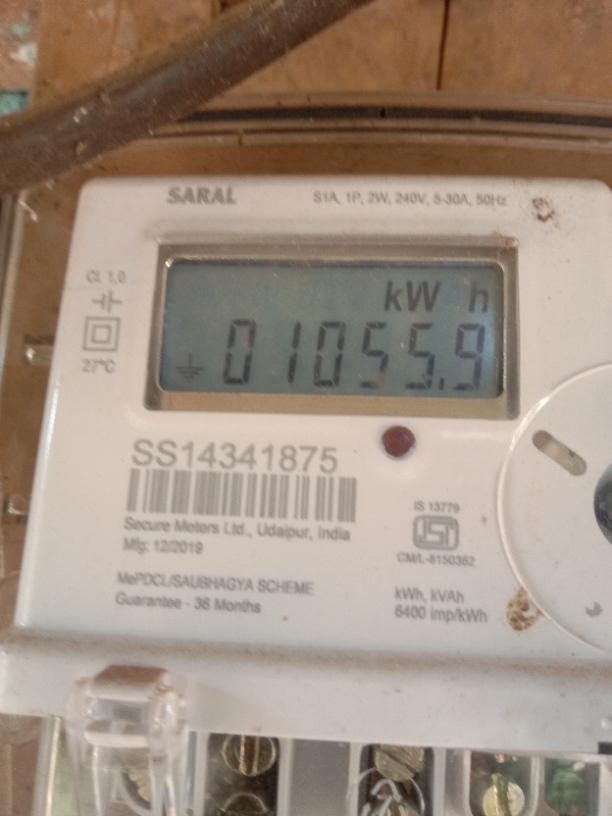 SARAL
S1A, 1P, 2W, 240V, 5-30A, 50Hz
Cl. 1.0
27°C
kW h
01055.9
SS14341875
Secure Meters Ltd., Udaipur, India
Mfg: 12/2019
MePDCL/SAUBHAGYA SCHEME
Guarantee - 36 Months
IS 13779
ISI
CM/L-8150362
kWh, kVAh
6400 imp/kWh